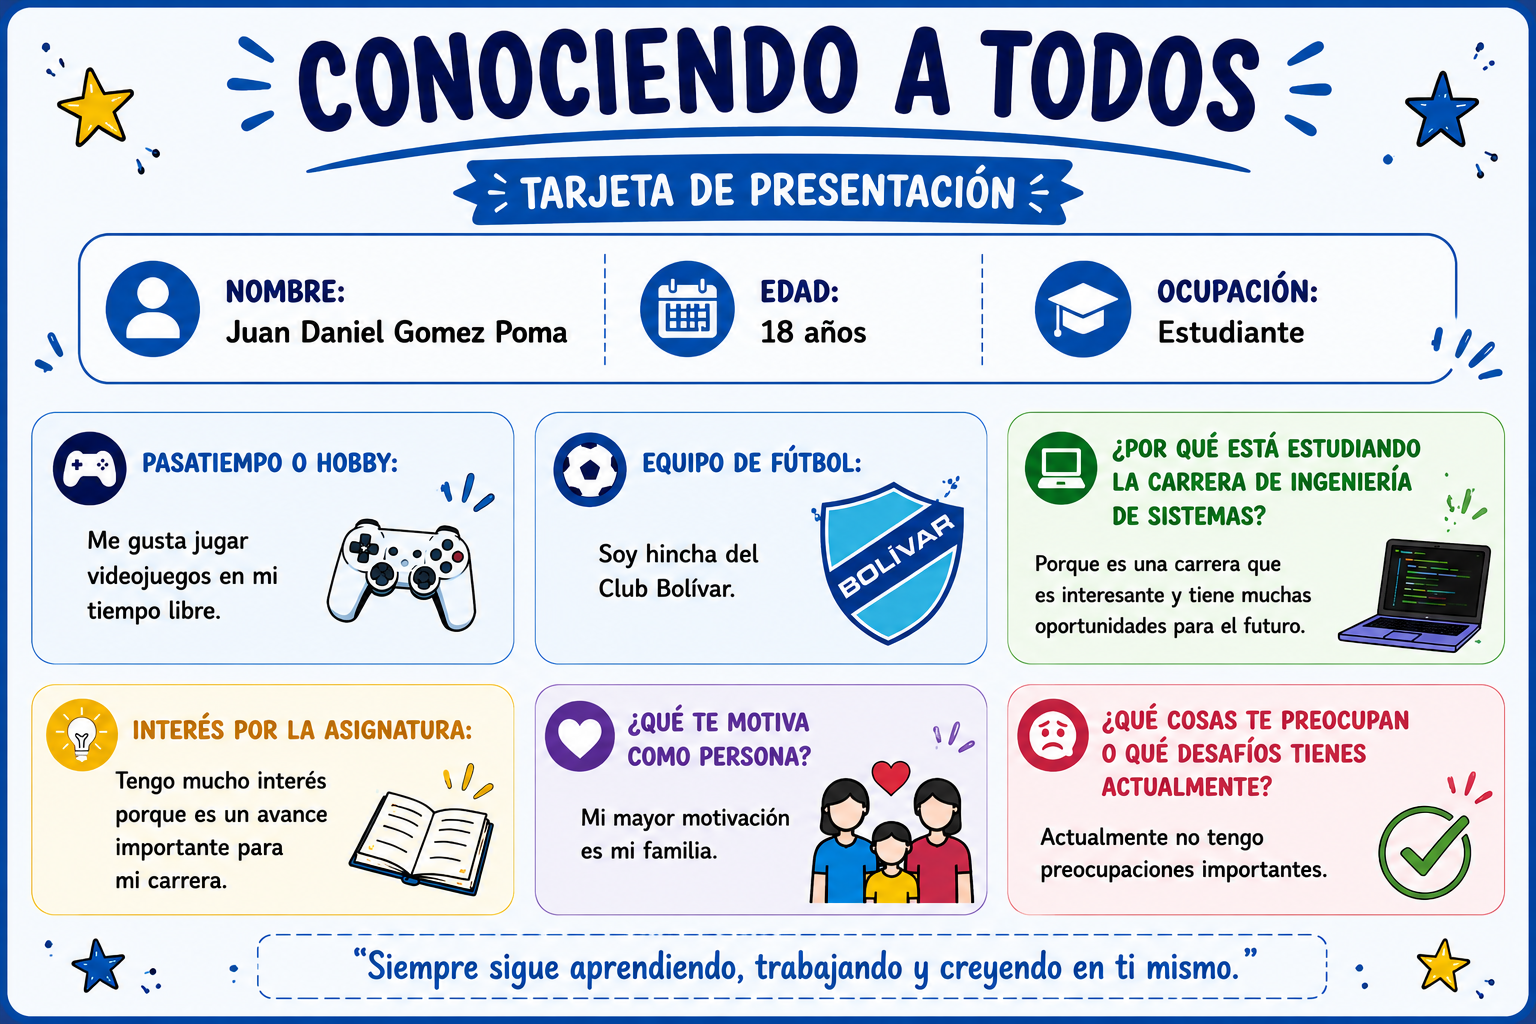 CONOCIENDO A TODOS
TARJETA DE PRESENTACIÓN
NOMBRE:
Juan Daniel Gomez Poma
EDAD:
18 años
OCUPACIÓN:
Estudiante
PASATIEMPO O HOBBY:
Me gusta jugar
videojuegos en mi
tiempo libre.
EQUIPO DE FÚTBOL:
Soy hincha del
Club Bolívar.
BOLÍVAR
¿POR QUÉ ESTÁ ESTUDIANDO
LA CARRERA DE INGENIERÍA
DE SISTEMAS?
Porque es una carrera que
es interesante y tiene muchas
oportunidades para el futuro.
INTERÉS POR LA ASIGNATURA:
Tengo mucho interés
porque es un avance
importante para
mi carrera.
¿QUÉ TE MOTIVA
COMO PERSONA?
Mi mayor motivación
es mi familia.
¿QUÉ COSAS TE PREOCUPAN
O QUÉ DESAFÍOS TIENES
ACTUALMENTE?
Actualmente no tengo
preocupaciones importantes.
“Siempre sigue aprendiendo, trabajando y creyendo en ti mismo.”